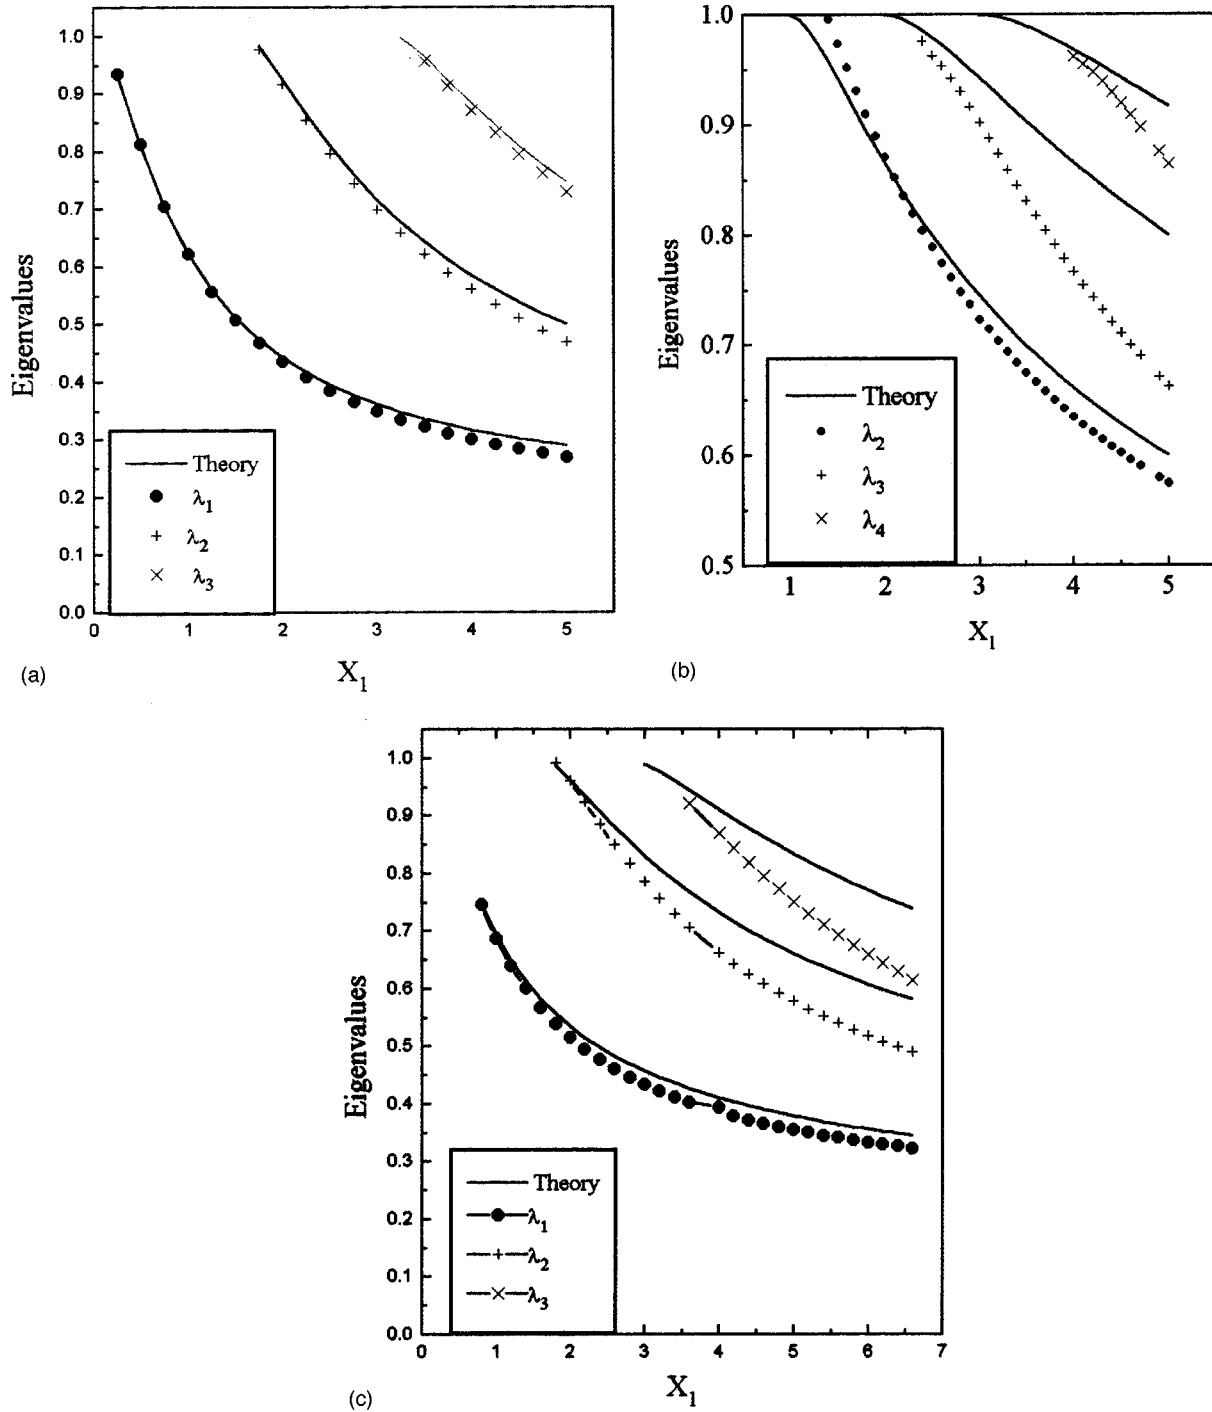 1.0
0.9
0.8
0.7
0.6
0.5
0.4
0.3
0.2
0.1
0.0
Eigenvalues
Theory
λ1
λ2
λ3
0 1 2 3 4 5
X1
(a)
1.0
0.9
0.8
0.7
0.6
0.5
Eigenvalues
Theory
λ2
λ3
λ4
1 2 3 4 5
X1
(b)
1.0
0.9
0.8
0.7
0.6
0.5
0.4
0.3
0.2
0.1
0.0
Eigenvalues
Theory
λ1
λ2
λ3
0 1 2 3 4 5 6 7
X1
(c)